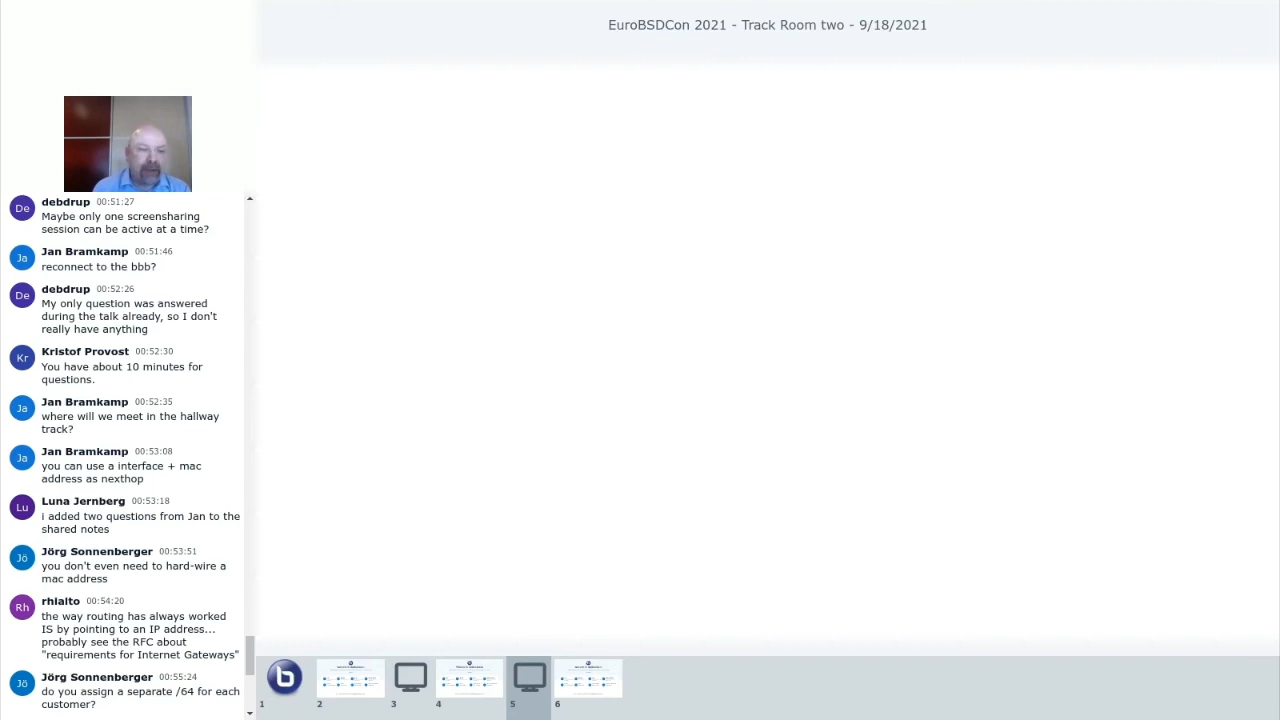 EuroBSDCon 2021 - Track Room two - 9/18/2021
De
debdrup 00:51:27
Maybe only one screensharing
session can be active at a time?
Ja
Jan Bramkamp 00:51:46
reconnect to the bbb?
De
debdrup 00:52:26
My only question was answered
during the talk already, so I don't
really have anything
Kr
Kristof Provost 00:52:30
You have about 10 minutes for
questions.
Ja
Jan Bramkamp 00:52:35
where will we meet in the hallway
track?
Ja
Jan Bramkamp 00:53:08
you can use a interface + mac
address as nexthop
Lu
Luna Jernberg 00:53:18
i added two questions from Jan to the
shared notes
Jö
Jörg Sonnenberger 00:53:51
you don't even need to hard-wire a
mac address
Rh
rhialto 00:54:20
the way routing has always worked
IS by pointing to an IP address...
probably see the RFC about
"requirements for Internet Gateways"
Jö
Jörg Sonnenberger 00:55:24
do you assign a separate /64 for each
customer?
b
1 2 3 4 5 6